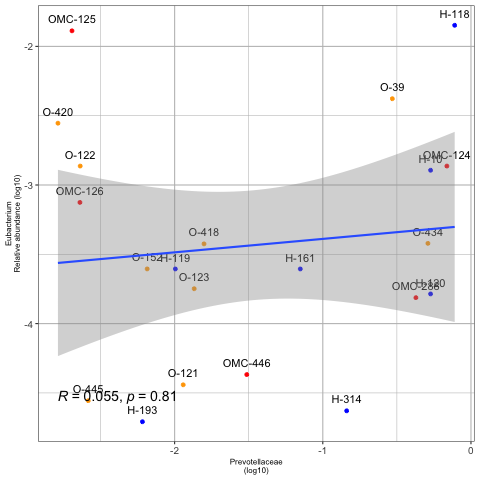 H-118
OMC-125
-2
O-39
O-420
O-122
OMC-124
H-10
-3
OMC-126
O-418
O-434
O-152
H-119
H-161
O-123
H-120
OMC-286
-4
OMC-446
O-121
O-445
R = 0.055, p = 0.81
H-314
H-193
-2
-1
0
Prevotellaceae
(log10)
Eubacterium
Relative abundance (log10)